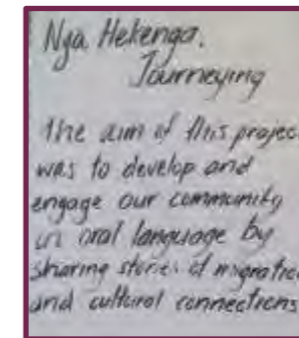 Nga Hekenga.
Journeying
The aim of this project
was to develop and
engage our community
in oral language by
sharing stories of migration
and cultural connections